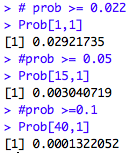 > # prob >= 0.022
> Prob[1,1]
[1] 0.02921735
> #prob >= 0.05
> Prob[15,1]
[1] 0.003040719
> #prob >=0.1
> Prob[40,1]
[1] 0.0001322052